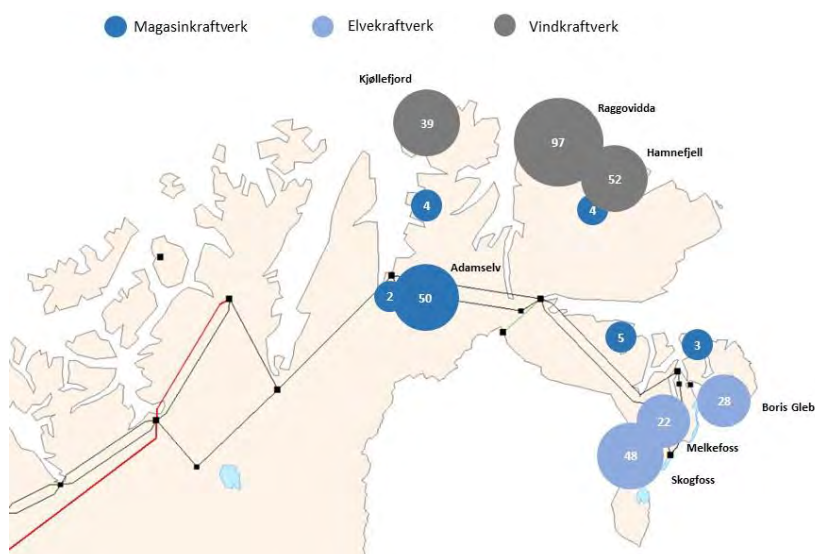 Magasinkraftverk Elvekraftverk Vindkraftverk
Kjøllefjord
39
Raggovidda
97
Hamnefjell
52
4
4
Adamselv
2
50
5
3
28
Boris Gleb
22
Melkefoss
48
Skogfoss